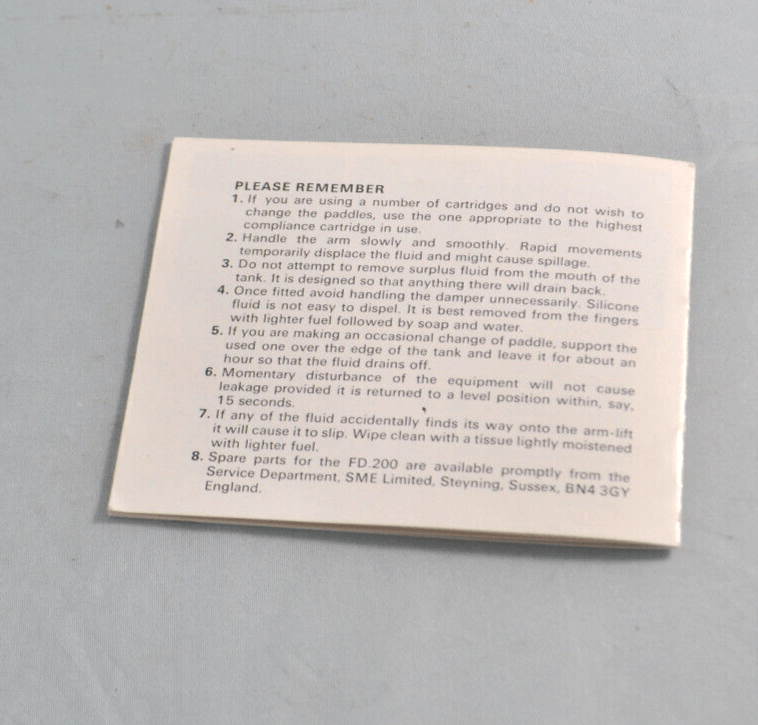 PLEASE REMEMBER
1. If you are using a number of cartridges and do not wish to
change the paddles, use the one appropriate to the highest
compliance cartridge in use.
2. Handle the arm slowly and smoothly. Rapid movements
temporarily displace the fluid and might cause spillage.
3. Do not attempt to remove surplus fluid from the mouth of the
tank. It is designed so that anything there will drain back.
4. Once fitted avoid handling the damper unnecessarily. Silicone
fluid is not easy to dispel. It is best removed from the fingers
with lighter fuel followed by soap and water.
5. If you are making an occasional change of paddle, support the
used one over the edge of the tank and leave it for about an
hour so that the fluid drains off.
6. Momentary disturbance of the equipment will not cause
leakage provided it is returned to a level position within, say,
15 seconds.
7. If any of the fluid accidentally finds its way onto the arm-lift
it will cause it to slip. Wipe clean with a tissue lightly moistened
with lighter fuel.
8. Spare parts for the FD.200 are available promptly from the
Service Department, SME Limited, Steyning, Sussex, BN4 3GY
England.